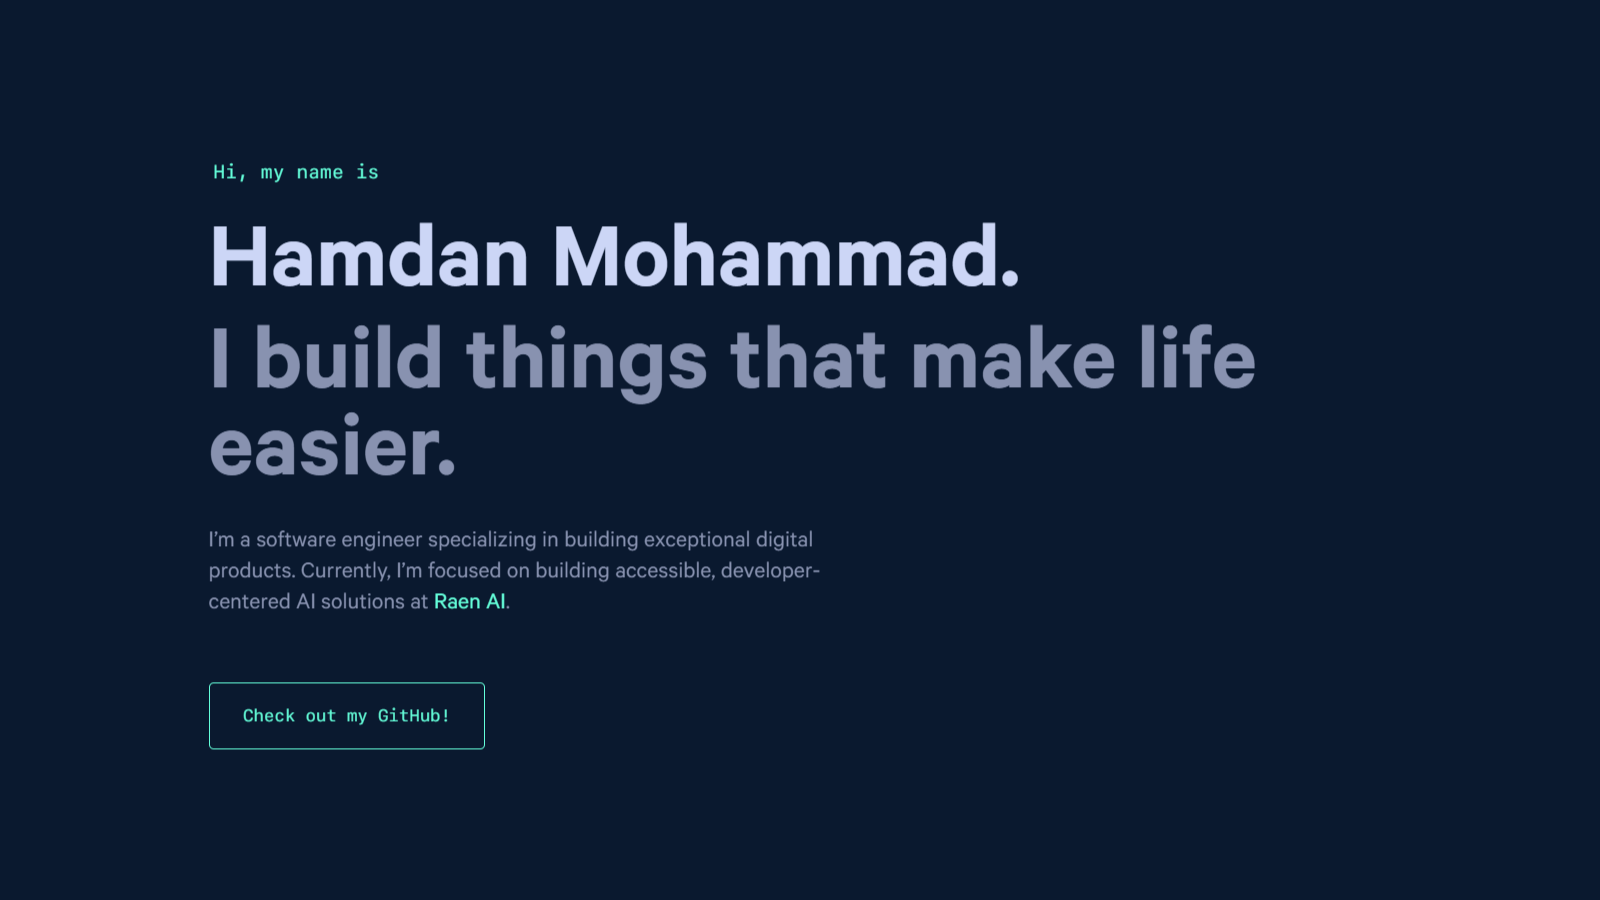 Hi, my name is
Hamdan Mohammad.
I build things that make life
easier.
I’m a software engineer specializing in building exceptional digital
products. Currently, I’m focused on building accessible, developer-
centered AI solutions at Raen AI.
Check out my GitHub!